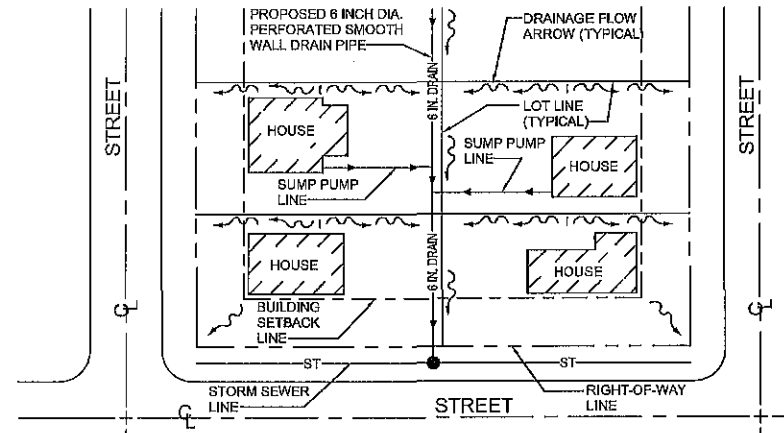 PROPOSED 6 INCH DIA.
PERFORATED SMOOTH
WALL DRAIN PIPE
DRAINAGE FLOW
ARROW (TYPICAL
6 IN. DRAIN
LOT LINE
(TYPICAL)
STREET
STREET
HOUSE
SUMP PUMP
LINE
SUMP PUMP
LINE
HOUSE
6 IN. DRAIN
HOUSE
HOUSE
BUILDING
SETBACK
LINE
CL
CL
ST
ST
STORM SEWER
LINE
RIGHT-OF-WAY
LINE
CL
STREET